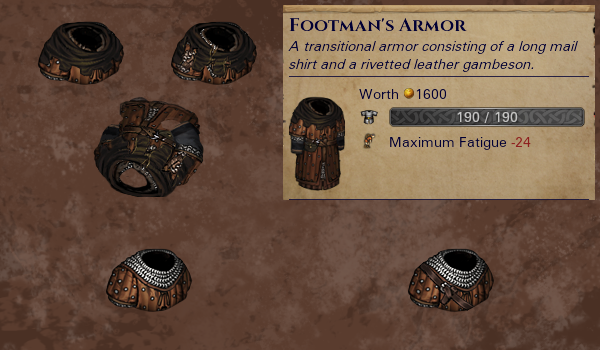 Footman's Armor
A transitional armor consisting of a long mail
shirt and a rivetted leather gambeson.
Worth 1600
190 / 190
Maximum Fatigue -24